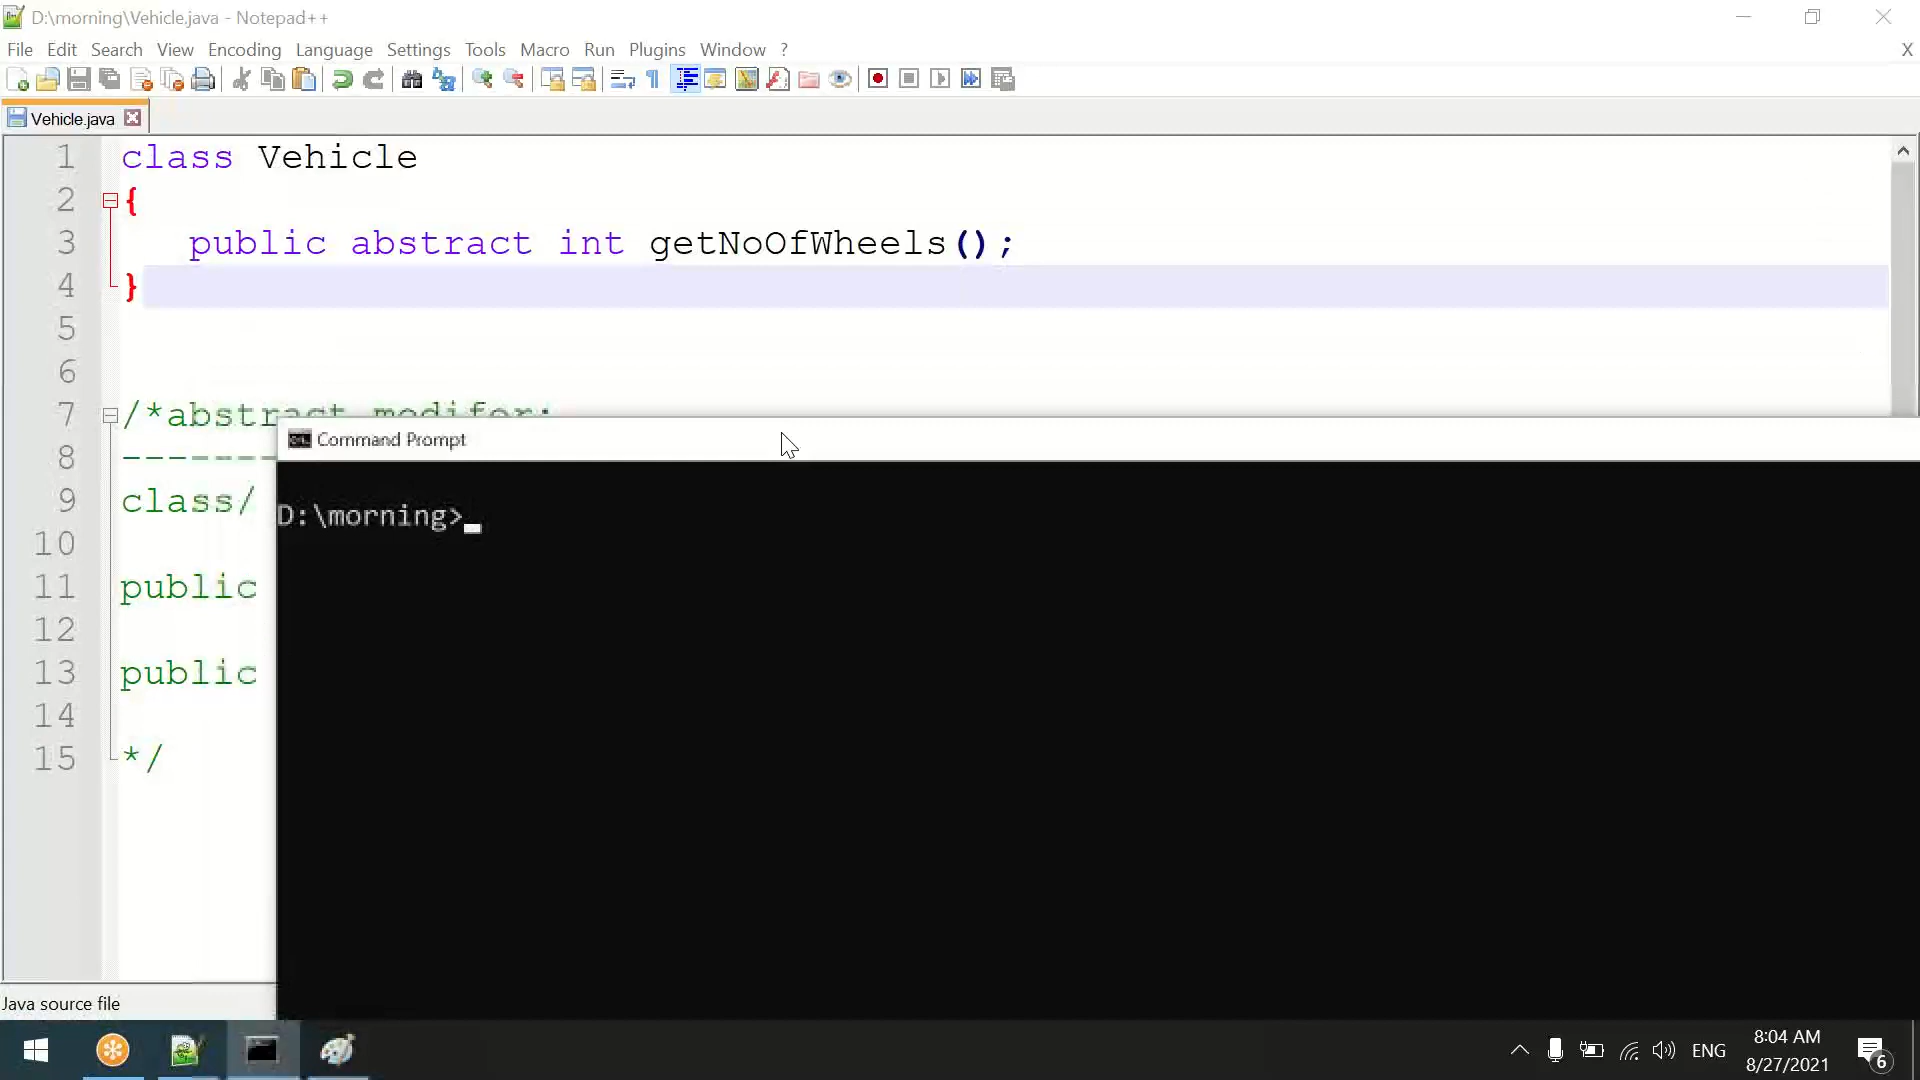 D:\morning\Vehicle.java - Notepad++
File Edit Search View Encoding Language Settings Tools Macro Run Plugins Window ? X
Vehicle.java
1 class Vehicle
2 {
3 public abstract int getNoOfWheels();
4 }
5
6
7 /*abstract modifer:
8 --------
9 class/
10
11 public
12
13 public
14
15 */
Command Prompt
D:\morning>
Java source file
ENG
8:04 AM
8/27/2021
6